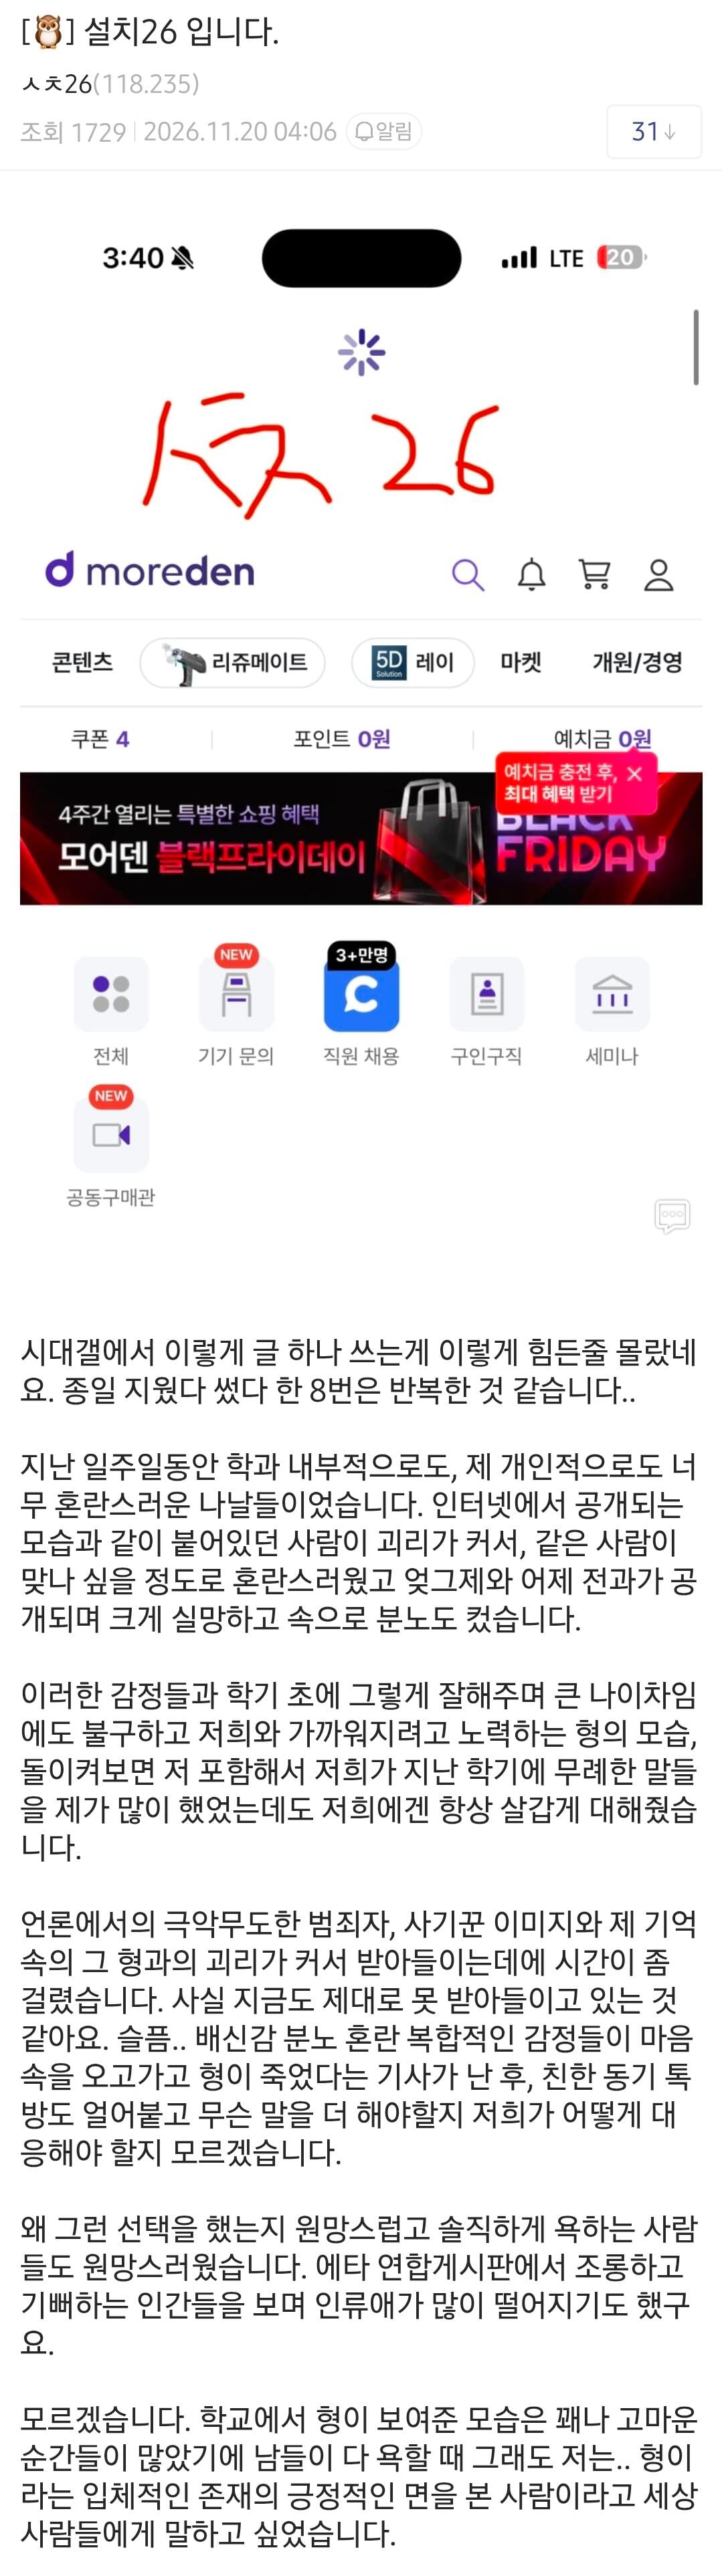 [🦉] 설치26 입니다.
ㅅㅊ26(118.235)
조회 1729 | 2026.11.20 04:06 알림
31↓
3:40 LTE 20
ㅅㅊ 26
moreden
콘텐츠 리쥬메이트 5D Solution 레이 마켓 개원/경영
쿠폰 4 포인트 0원 예치금 0원
예치금 충전 후,
최대 혜택 받기
4주간 열리는 특별한 쇼핑 혜택
모어덴 블랙프라이데이
BLACK
FRIDAY
NEW 3+만명
전체 기기 문의 직원 채용 구인구직 세미나
NEW
공동구매관
시대갤에서 이렇게 글 하나 쓰는게 이렇게 힘든줄 몰랐네
요. 종일 지웠다 썼다 한 8번은 반복한 것 같습니다..
지난 일주일동안 학과 내부적으로도, 제 개인적으로도 너
무 혼란스러운 나날들이었습니다. 인터넷에서 공개되는
모습과 같이 붙어있던 사람이 괴리가 커서, 같은 사람이
맞나 싶을 정도로 혼란스러웠고 엊그제와 어제 전과가 공
개되며 크게 실망하고 속으로 분노도 컸습니다.
이러한 감정들과 학기 초에 그렇게 잘해주며 큰 나이차임
에도 불구하고 저희와 가까워지려고 노력하는 형의 모습,
돌이켜보면 저 포함해서 저희가 지난 학기에 무례한 말들
을 제가 많이 했었는데도 저희에겐 항상 살갑게 대해줬습
니다.
언론에서의 극악무도한 범죄자, 사기꾼 이미지와 제 기억
속의 그 형과의 괴리가 커서 받아들이는데에 시간이 좀
걸렸습니다. 사실 지금도 제대로 못 받아들이고 있는 것
같아요. 슬픔.. 배신감 분노 혼란 복합적인 감정들이 마음
속을 오고가고 형이 죽었다는 기사가 난 후, 친한 동기 톡
방도 얼어붙고 무슨 말을 더 해야할지 저희가 어떻게 대
응해야 할지 모르겠습니다.
왜 그런 선택을 했는지 원망스럽고 솔직하게 욕하는 사람
들도 원망스러웠습니다. 에타 연합게시판에서 조롱하고
기뻐하는 인간들을 보며 인류애가 많이 떨어지기도 했구
요.
모르겠습니다. 학교에서 형이 보여준 모습은 꽤나 고마운
순간들이 많았기에 남들이 다 욕할 때 그래도 저는.. 형이
라는 입체적인 존재의 긍정적인 면을 본 사람이라고 세상
사람들에게 말하고 싶었습니다.